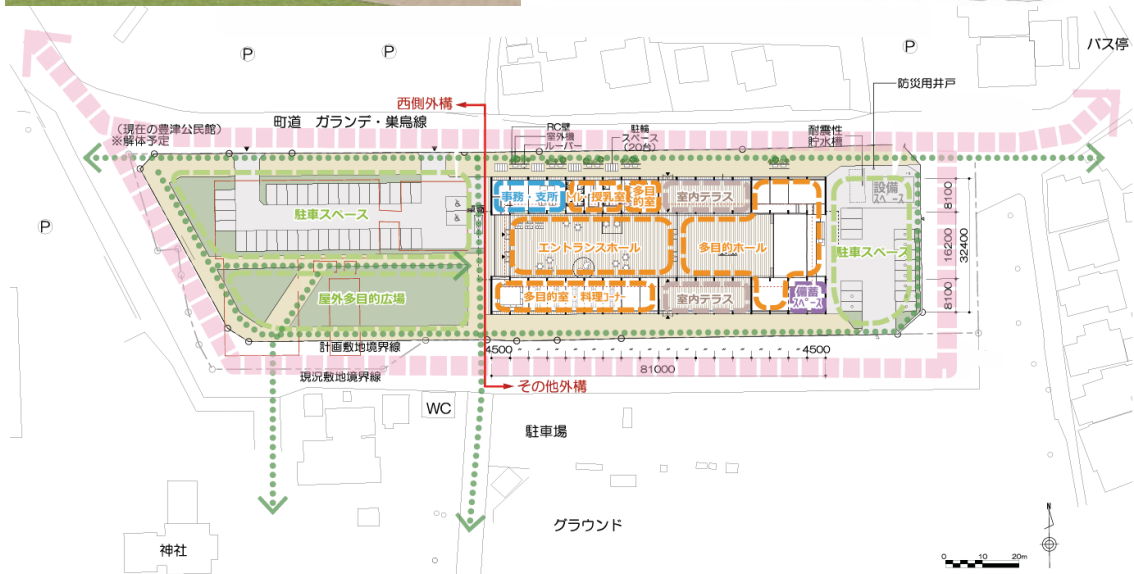 P
P
P
バス停
防災用井戸
西側外構
(現在の豊津公民館)
※解体予定
町道 ガランデ・巣鳥線
RC壁
室外機
ルーバー
駐輪
スペース
(20台)
耐震性
貯水槽
事務・支所
授乳室
多目
的室
室内テラス
設備
スペース
8100
駐車スペース
P
エントランスホール
多目的ホール
駐車スペース
16200
32400
屋外多目的広場
多目的室・料理コーナー
室内テラス
備蓄
スペース
8100
計画敷地境界線
4500
4500
81000
現況敷地境界線
その他外構
WC
駐車場
グラウンド
神社
N
0 10 20m